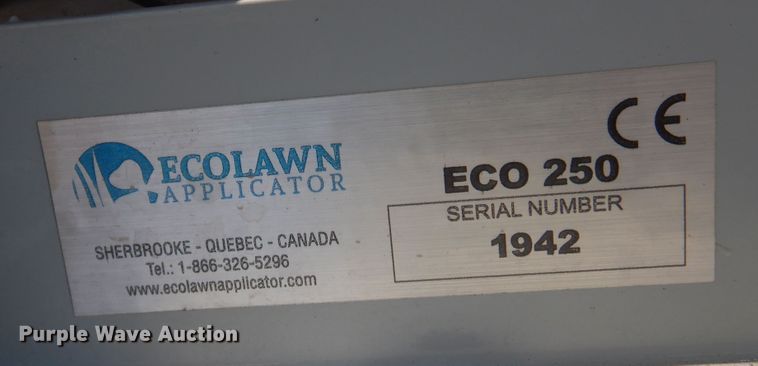 ECOLAWN
APPLICATOR
SHERBROOKE - QUEBEC - CANADA
Tel.: 1-866-326-5296
www.ecolawnapplicator.com
CE
ECO 250
SERIAL NUMBER
1942
Purple Wave Auction